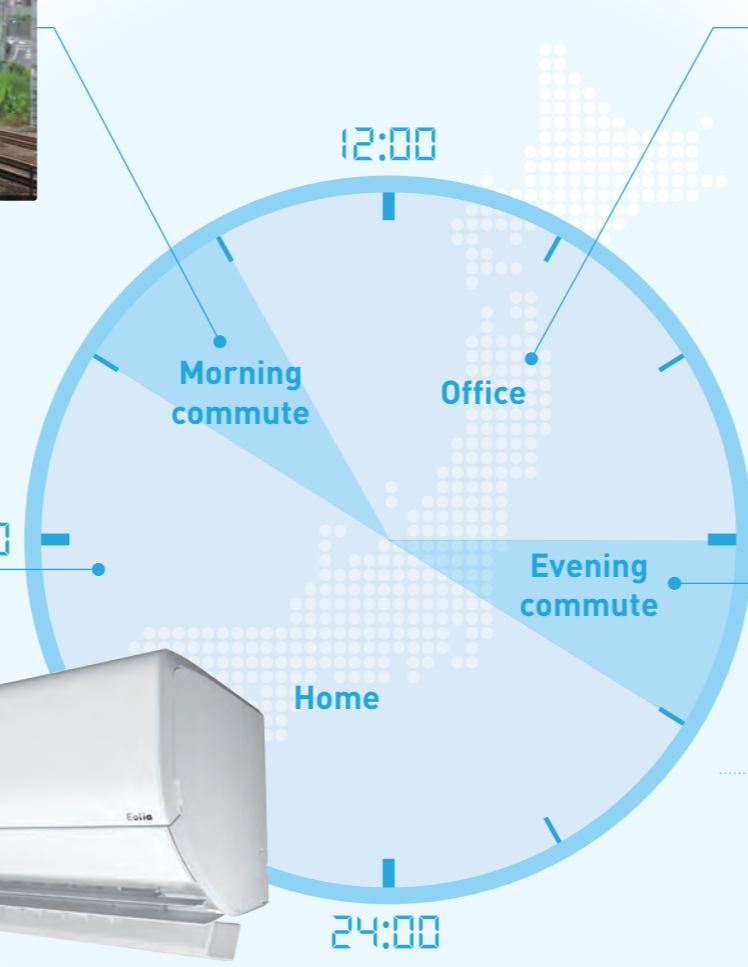 12:00
Morning
commute
Office
Evening
commute
Home
Eolia
24:00